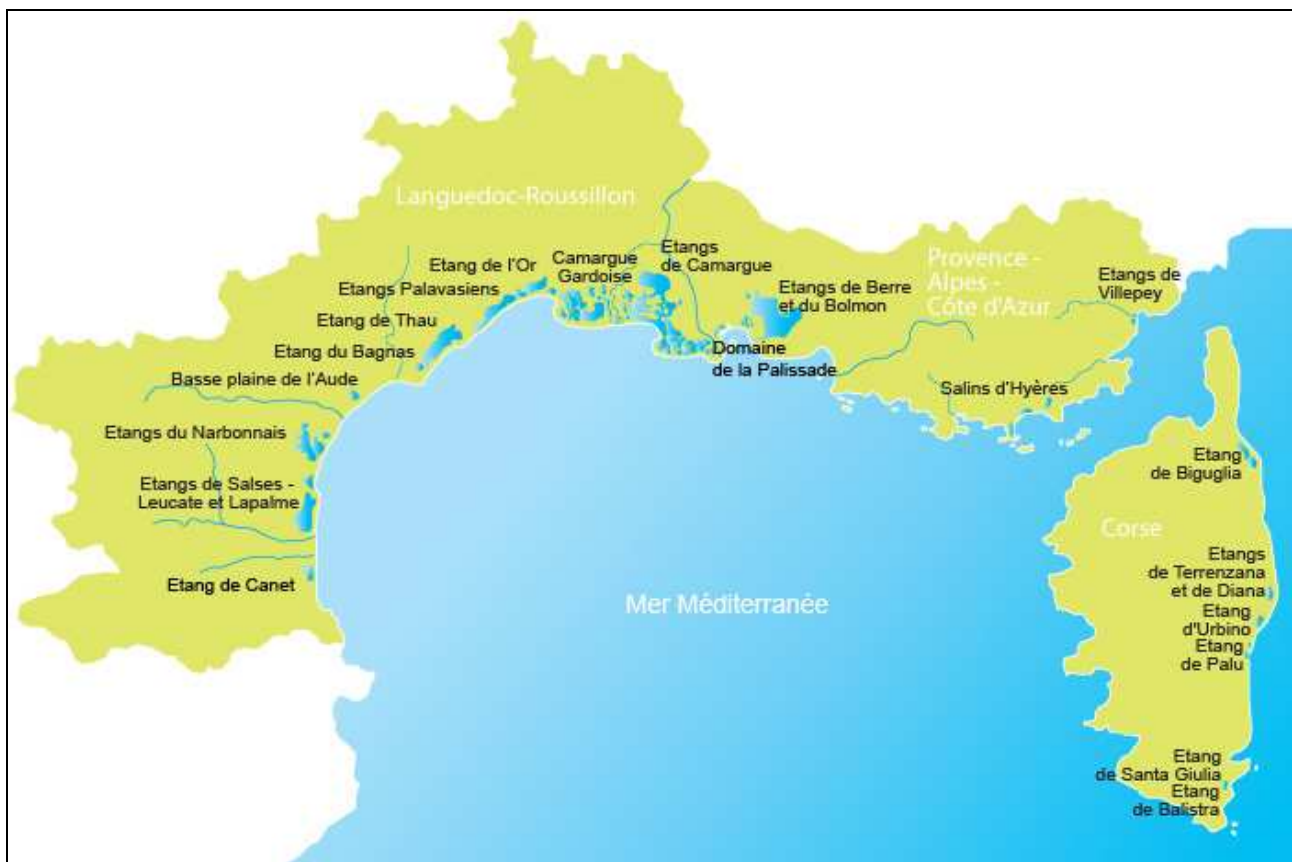 Languedoc-Roussillon
Etang de l'Or
Camargue
Gardoise
Etangs
de Camargue
Etangs Palavasiens
Etangs de Berre
et du Bolmon
Provence -
Alpes -
Côte d'Azur
Etangs de
Villepey
Etang de Thau
Etang du Bagnas
Domaine
de la Palissade
Basse plaine de l'Aude
Salins d'Hyères
Etangs du Narbonnais
Etang
de Biguglia
Etangs de Salses -
Leucate et Lapalme
Corse
Etang de Canet
Etangs
de Terrenzana
et de Diana
Mer Méditerranée
Etang
d'Urbino
Etang
de Palu
Etang
de Santa Giulia
Etang
de Balistra